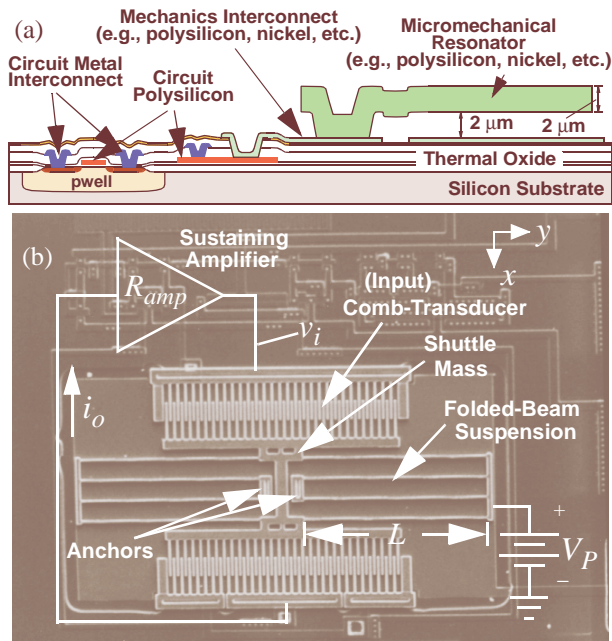 (a)
Mechanics Interconnect
(e.g., polysilicon, nickel, etc.)
Micromechanical
Resonator
(e.g., polysilicon, nickel, etc.)
Circuit Metal
Interconnect
Circuit
Polysilicon
2 μm
2 μm
Thermal Oxide
pwell
Silicon Substrate
(b)
Sustaining
Amplifier
y
x
R_amp
(Input)
Comb-Transducer
v_i
Shuttle
Mass
i_o
Folded-Beam
Suspension
Anchors
L
+
V_P
−